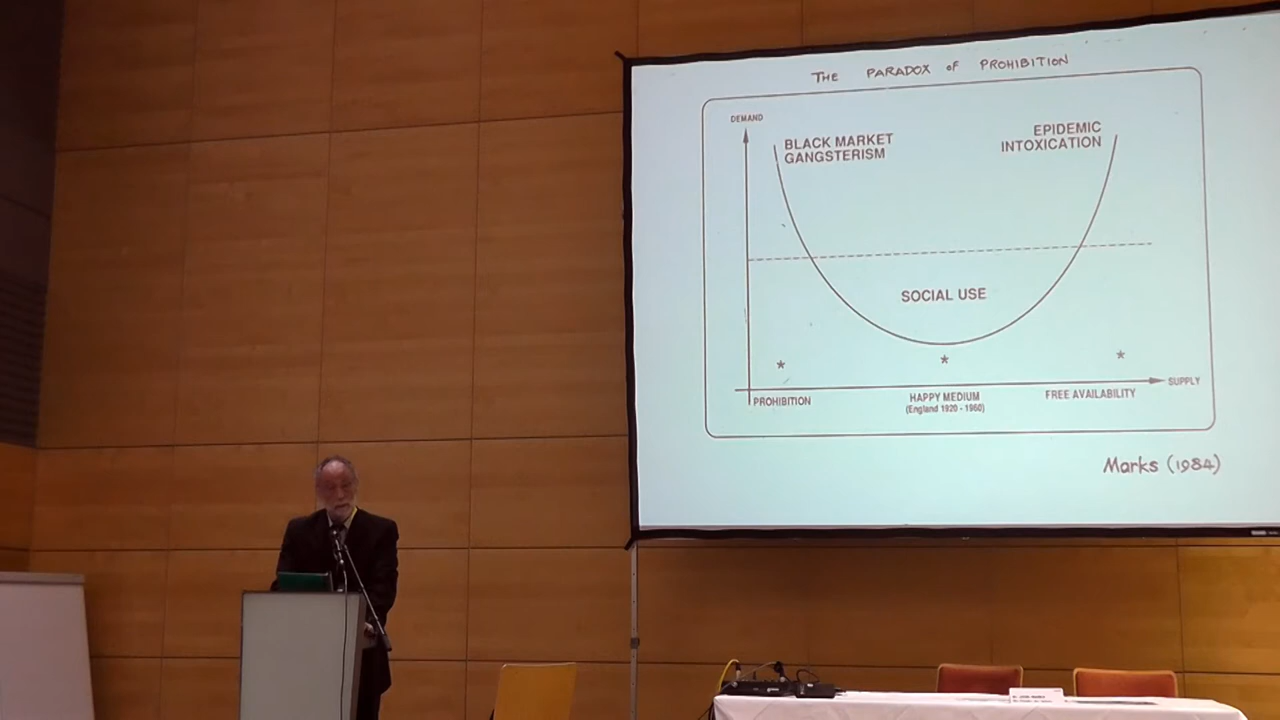 THE PARADOX of PROHIBITION
DEMAND
BLACK MARKET
GANGSTERISM
EPIDEMIC
INTOXICATION
SOCIAL USE
* * *
SUPPLY
PROHIBITION
HAPPY MEDIUM
(England 1920 - 1960)
FREE AVAILABILITY
Marks (1984)